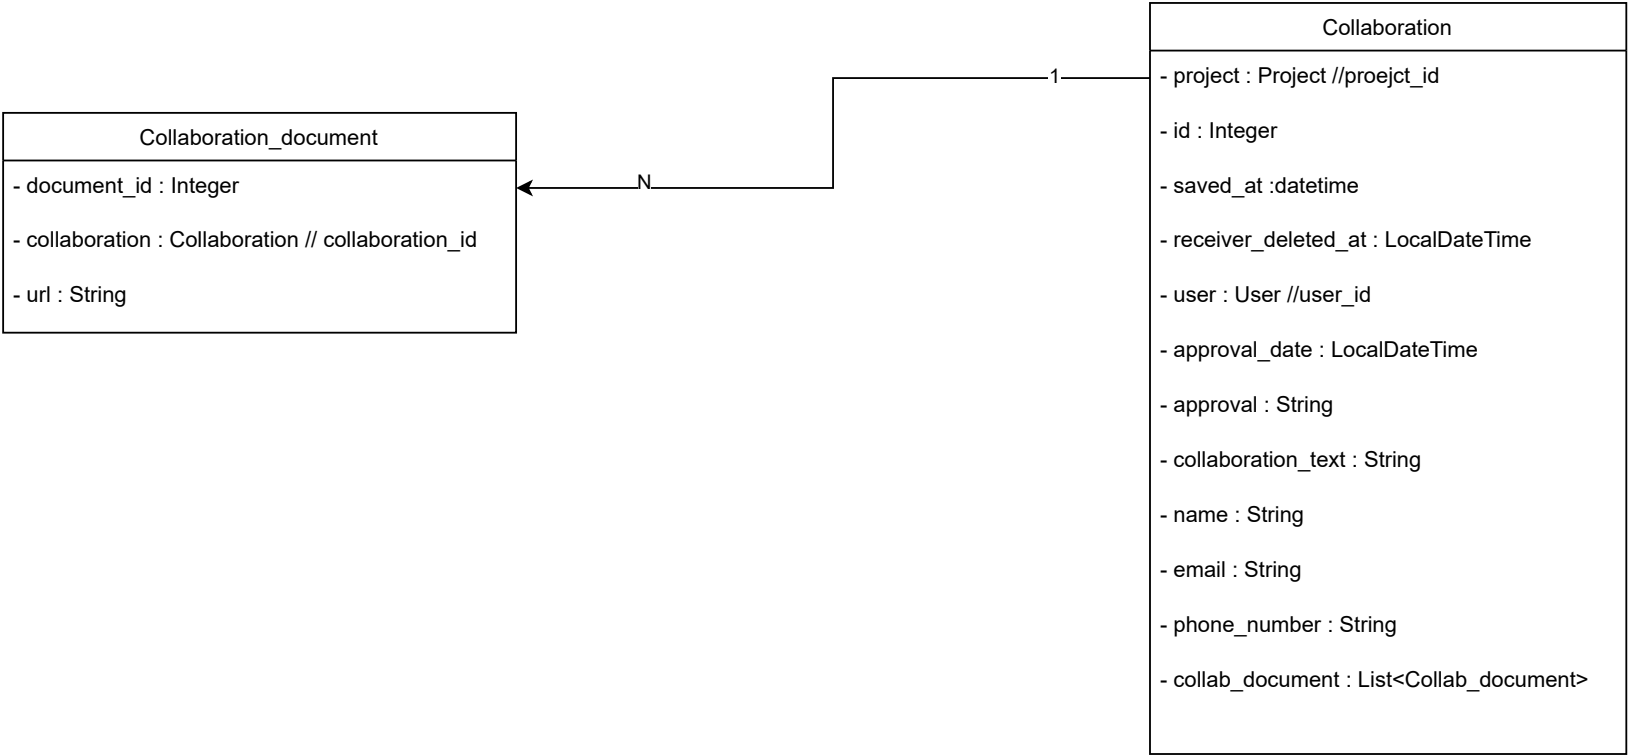 Collaboration_document
- document_id : Integer
- collaboration : Collaboration // collaboration_id
- url : String
N
1
Collaboration
- project : Project //proejct_id
- id : Integer
- saved_at :datetime
- receiver_deleted_at : LocalDateTime
- user : User //user_id
- approval_date : LocalDateTime
- approval : String
- collaboration_text : String
- name : String
- email : String
- phone_number : String
- collab_document : List<Collab_document>